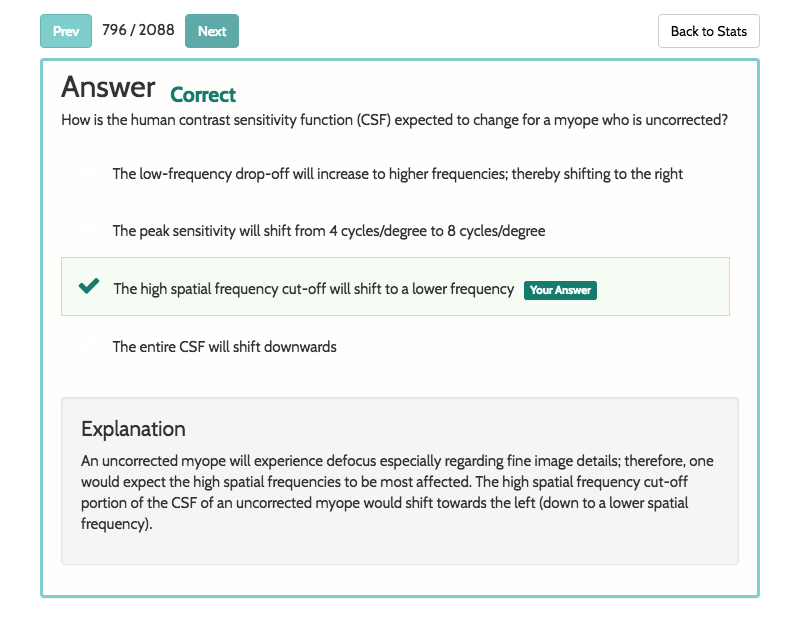 Prev 796 / 2088 Next Back to Stats
Answer Correct
How is the human contrast sensitivity function (CSF) expected to change for a myope who is uncorrected?
The low-frequency drop-off will increase to higher frequencies; thereby shifting to the right
The peak sensitivity will shift from 4 cycles/degree to 8 cycles/degree
The high spatial frequency cut-off will shift to a lower frequency Your Answer
The entire CSF will shift downwards
Explanation
An uncorrected myope will experience defocus especially regarding fine image details; therefore, one
would expect the high spatial frequencies to be most affected. The high spatial frequency cut-off
portion of the CSF of an uncorrected myope would shift towards the left (down to a lower spatial
frequency).